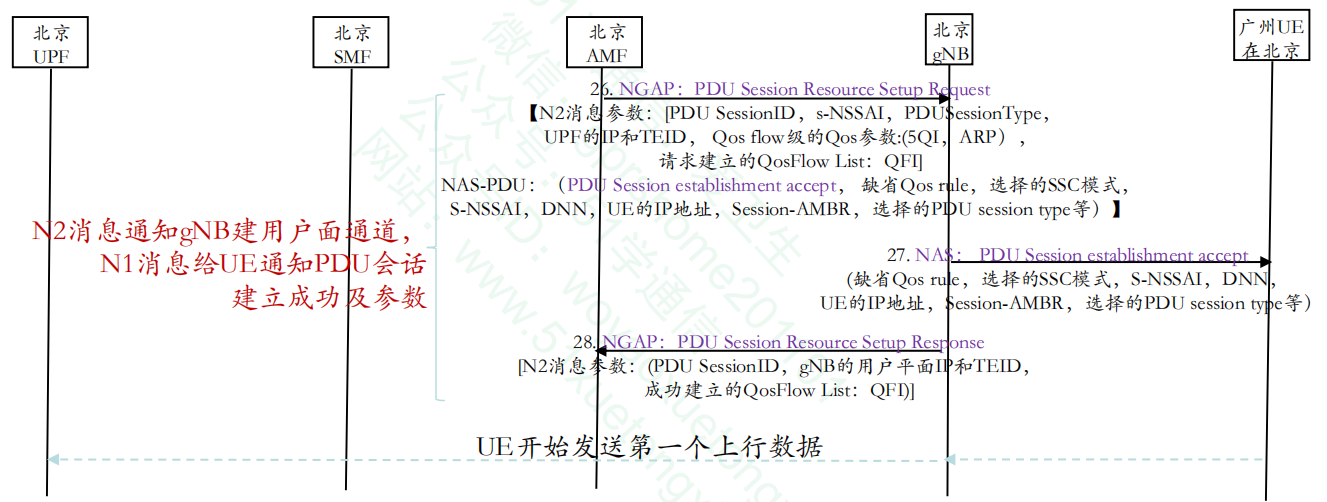 北京
UPF
北京
SMF
北京
AMF
北京
gNB
广州UE
在北京
26. NGAP：PDU Session Resource Setup Request
【N2消息参数：[PDU SessionID，s-NSSAI，PDUSessionType，
UPF的IP和TEID， Qos flow级的Qos参数:(5QI，ARP），
请求建立的QosFlow List：QFI]
NAS-PDU：（PDU Session establishment accept， 缺省Qos rule，选择的SSC模式，
S-NSSAI，DNN，UE的IP地址，Session-AMBR，选择的PDU session type等）】
N2消息通知gNB建用户面通道，
N1消息给UE通知PDU会话
建立成功及参数
27. NAS： PDU Session establishment accept
(缺省Qos rule，选择的SSC模式，S-NSSAI，DNN，
UE的IP地址，Session-AMBR，选择的PDU session type等）
28. NGAP：PDU Session Resource Setup Response
[N2消息参数：(PDU SessionID，gNB的用户平面IP和TEID，
成功建立的QosFlow List：QFI)]
UE开始发送第一个上行数据